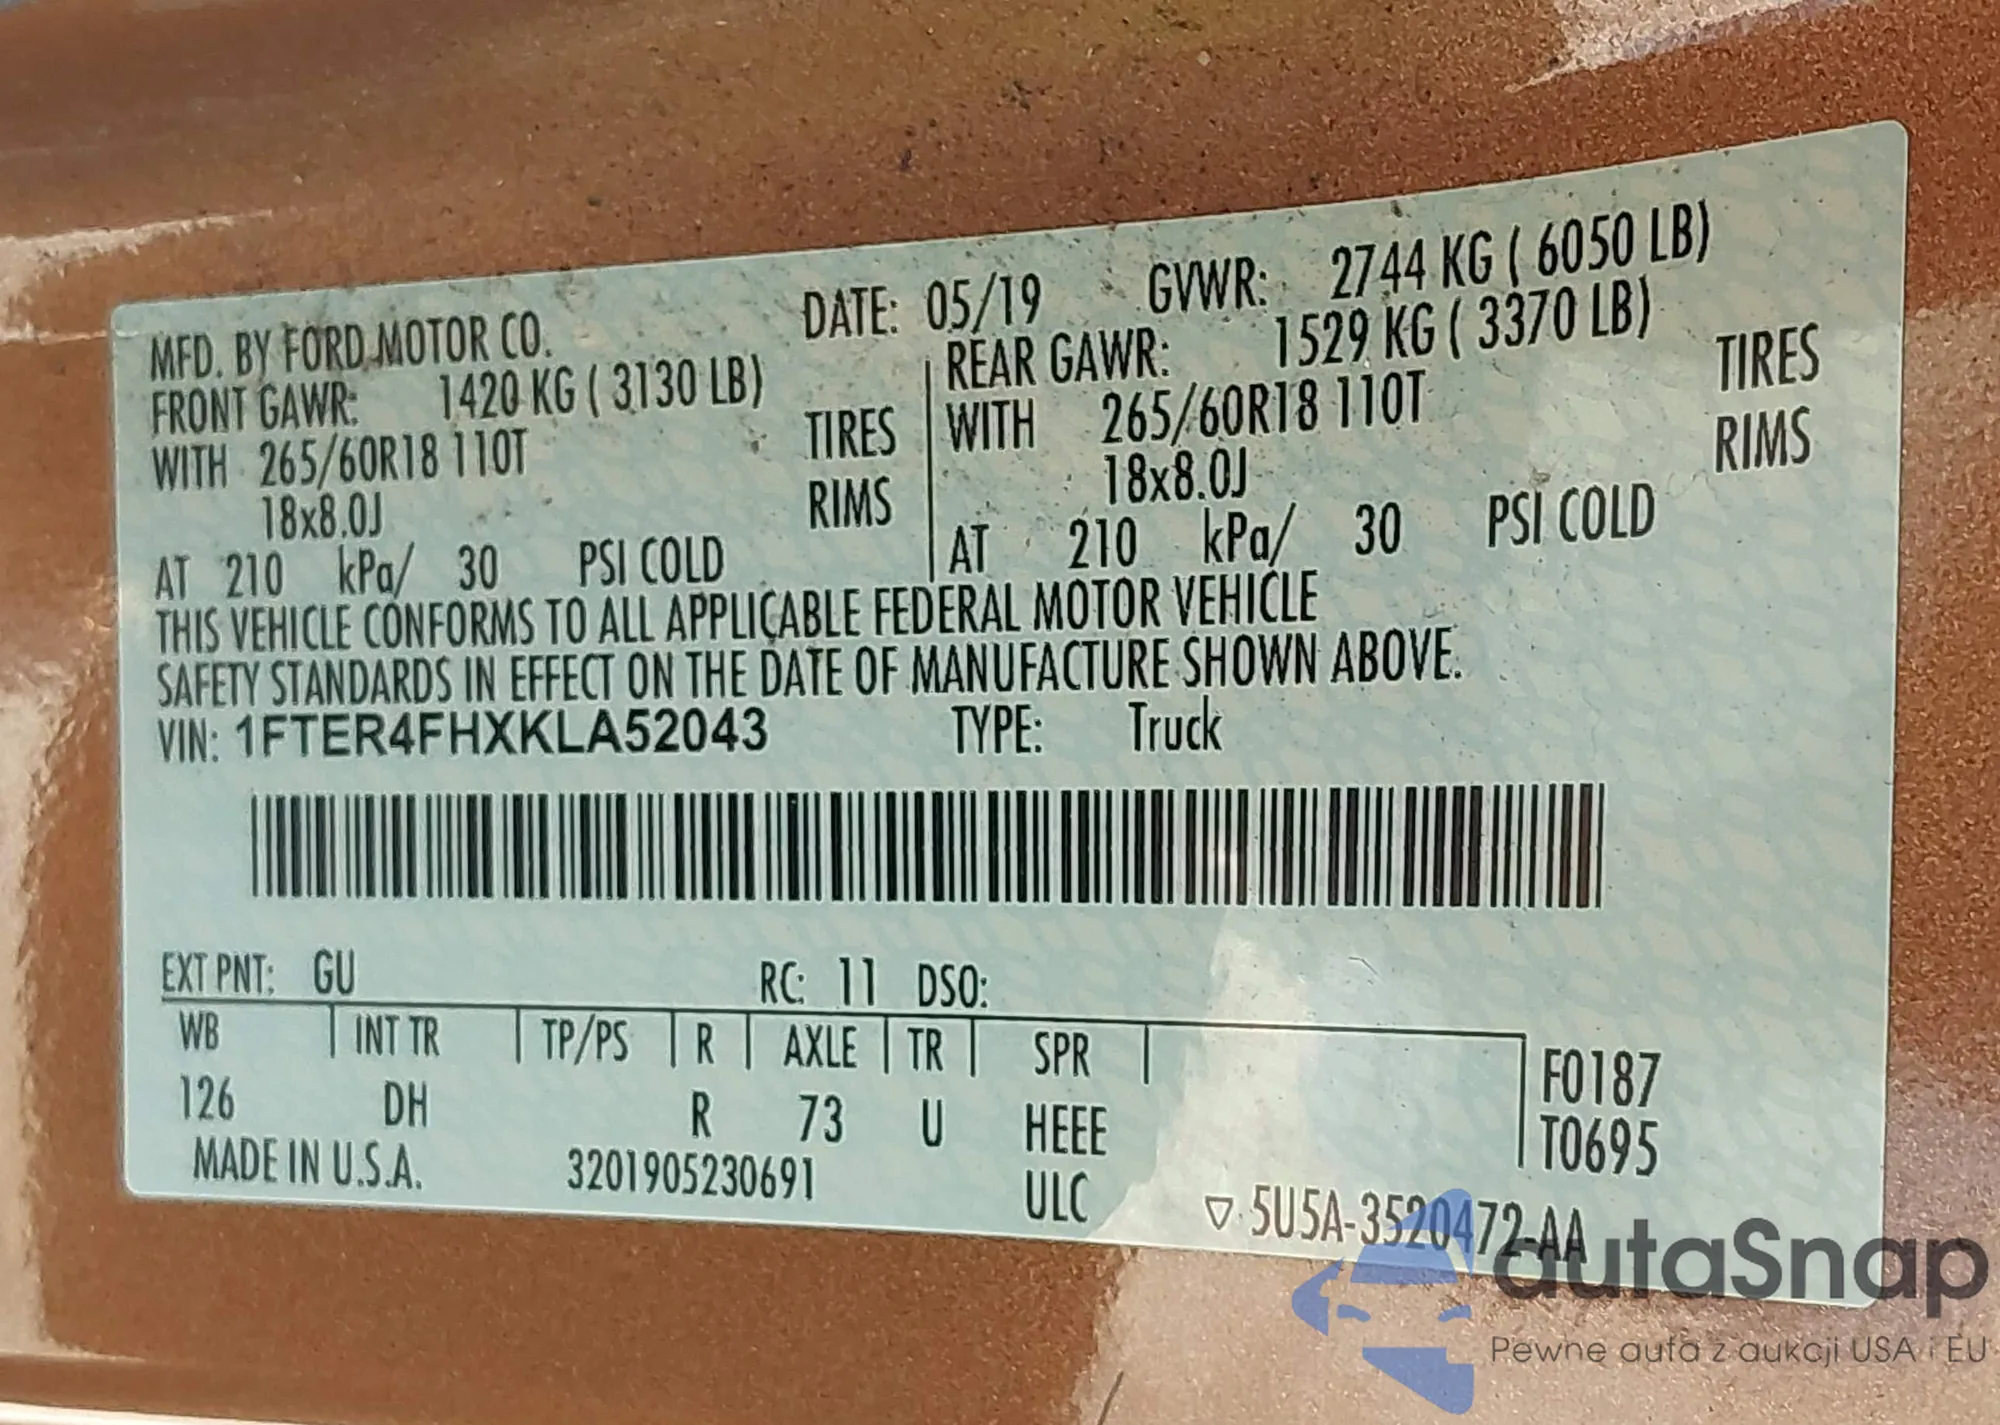 MFD. BY FORD MOTOR CO. DATE: 05/19 GVWR: 2744 KG ( 6050 LB)
FRONT GAWR: 1420 KG ( 3130 LB) REAR GAWR: 1529 KG ( 3370 LB)
WITH 265/60R18 110T TIRES WITH 265/60R18 110T TIRES
18x8.0J RIMS 18x8.0J RIMS
AT 210 kPa/ 30 PSI COLD AT 210 kPa/ 30 PSI COLD
THIS VEHICLE CONFORMS TO ALL APPLICABLE FEDERAL MOTOR VEHICLE
SAFETY STANDARDS IN EFFECT ON THE DATE OF MANUFACTURE SHOWN ABOVE.
VIN: 1FTER4FHXKLA52043 TYPE: Truck
EXT PNT: GU RC: 11 DSO:
WB INT TR TP/PS R AXLE TR SPR F0187
126 DH R 73 U HEEE T0695
MADE IN U.S.A. 3201905230691 ULC ▽ 5U5A-3520472-AA
autaSnap
Pewne auta z aukcji USA i EU